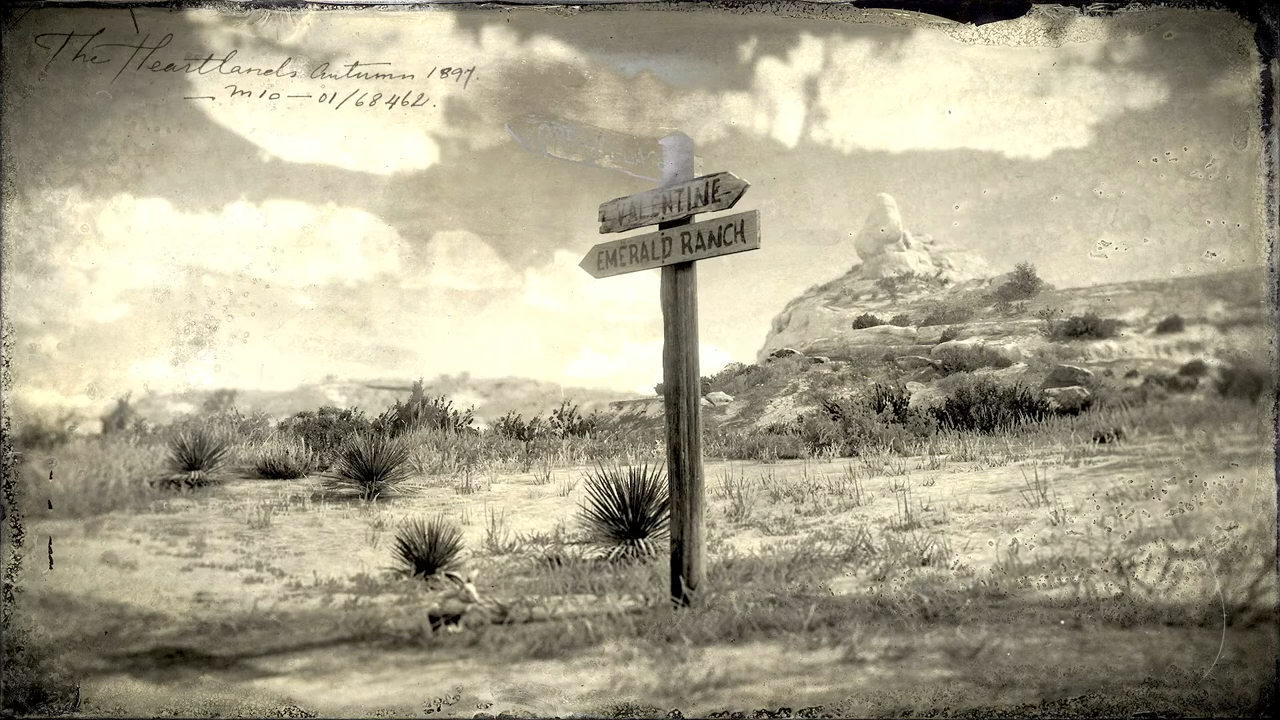 The Heartlands Autumn 1897.
— M10 — 01/68462.
VALENTINE
EMERALD RANCH